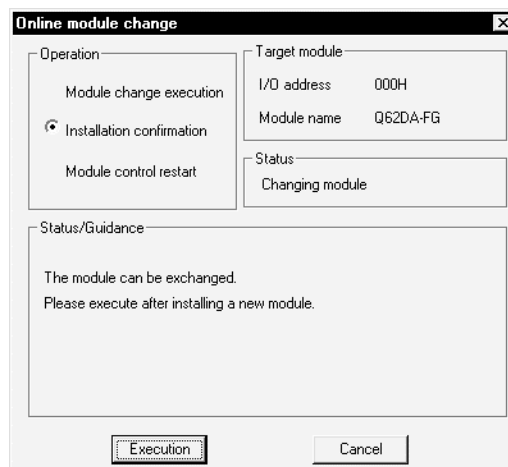 Online module change
Operation
Module change execution
Installation confirmation
Module control restart
Target module
I/O address 000H
Module name Q62DA-FG
Status
Changing module
Status/Guidance
The module can be exchanged.
Please execute after installing a new module.
Execution Cancel